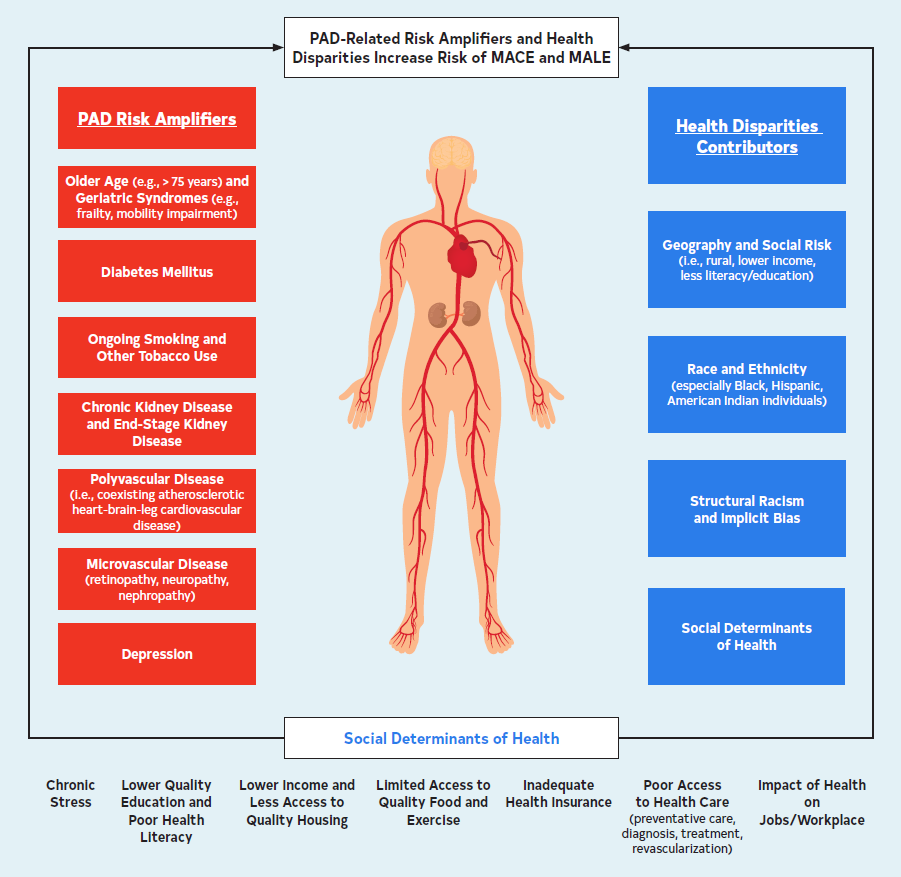 PAD-Related Risk Amplifiers and Health
Disparities Increase Risk of MACE and MALE
PAD Risk Amplifiers
Older Age (e.g., > 75 years) and
Geriatric Syndromes (e.g.,
frailty, mobility impairment)
Diabetes Mellitus
Ongoing Smoking and
Other Tobacco Use
Chronic Kidney Disease
and End-Stage Kidney
Disease
Polyvascular Disease
(i.e., coexisting atherosclerotic
heart-brain-leg cardiovascular
disease)
Microvascular Disease
(retinopathy, neuropathy,
nephropathy)
Depression
Health Disparities
Contributors
Geography and Social Risk
(i.e., rural, lower income,
less literacy/education)
Race and Ethnicity
(especially Black, Hispanic,
American Indian individuals)
Structural Racism
and Implicit Bias
Social Determinants
of Health
Social Determinants of Health
Chronic
Stress
Lower Quality
Education and
Poor Health
Literacy
Lower Income and
Less Access to
Quality Housing
Limited Access to
Quality Food and
Exercise
Inadequate
Health Insurance
Poor Access
to Health Care
(preventative care,
diagnosis, treatment,
revascularization)
Impact of Health
on
Jobs/Workplace